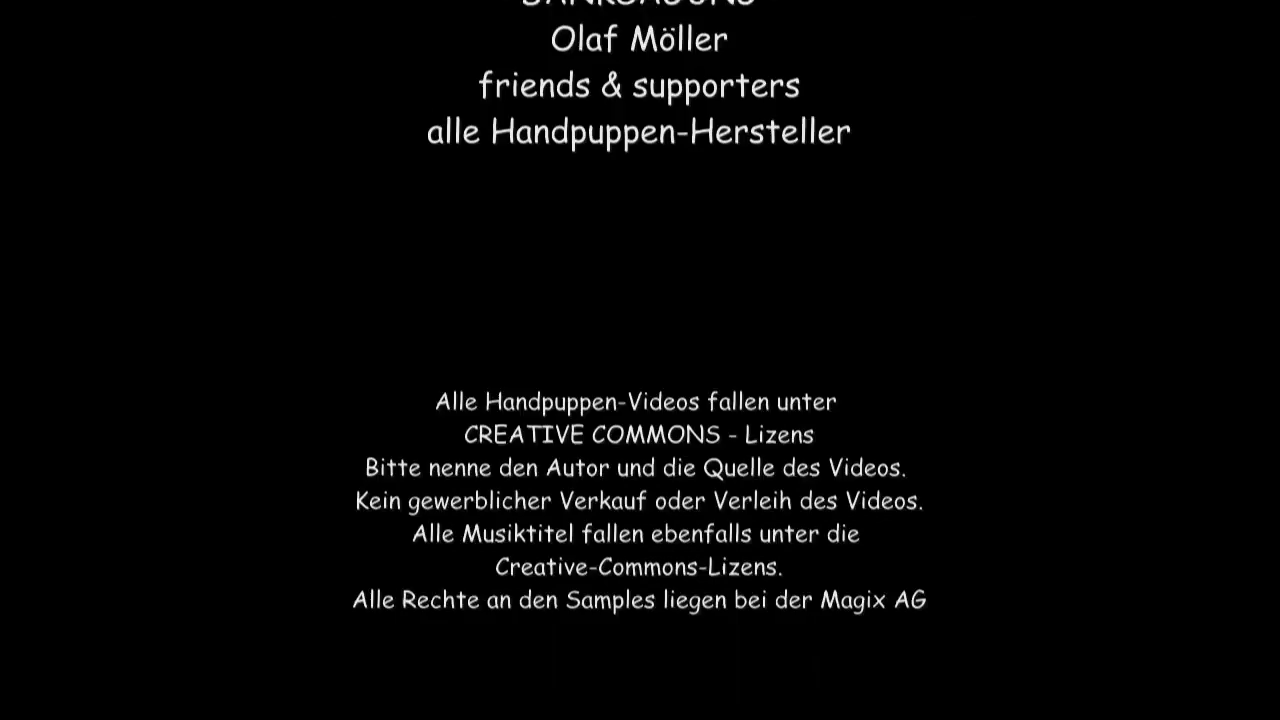 DANKSAGUNG
Olaf Möller
friends & supporters
alle Handpuppen-Hersteller
Alle Handpuppen-Videos fallen unter
CREATIVE COMMONS - Lizens
Bitte nenne den Autor und die Quelle des Videos.
Kein gewerblicher Verkauf oder Verleih des Videos.
Alle Musiktitel fallen ebenfalls unter die
Creative-Commons-Lizens.
Alle Rechte an den Samples liegen bei der Magix AG